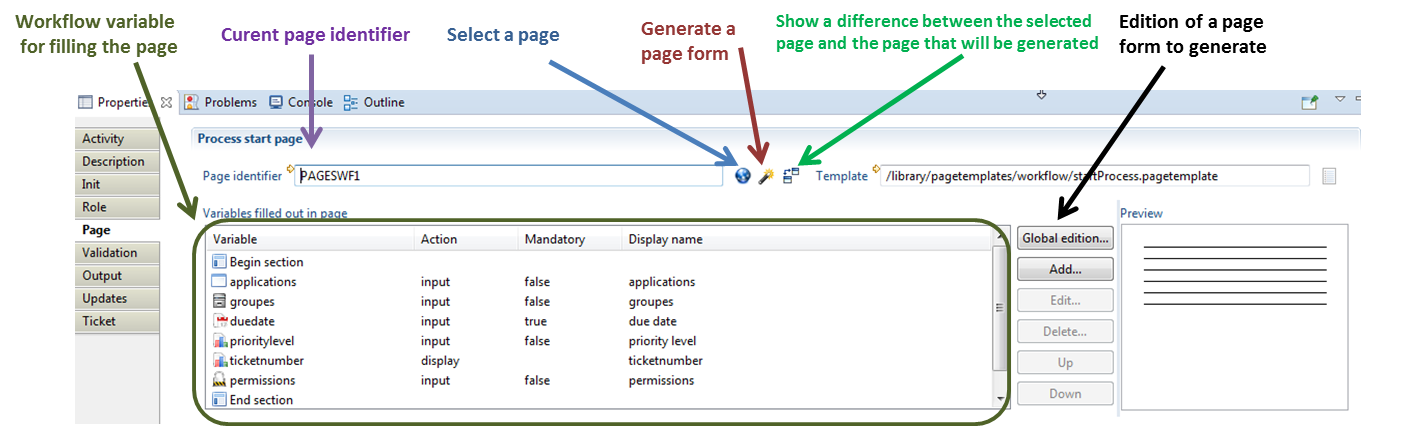 Workflow variable
for filling the page
Curent page identifier
Select a page
Generate a
page form
Show a difference between the selected
page and the page that will be generated
Edition of a page
form to generate
Properties Problems Console Outline
Activity
Description
Init
Role
Page
Validation
Output
Updates
Ticket
Process start page
Page identifier PAGESWF1 Template /library/pagetemplates/workflow/startProcess.pagetemplate
Variables filled out in page
Variable Action Mandatory Display name
Begin section
applications input false applications
groupes input false groupes
duedate input true due date
prioritylevel input false priority level
ticketnumber display ticketnumber
permissions input false permissions
End section
Global edition...
Add...
Edit...
Delete...
Up
Down
Preview